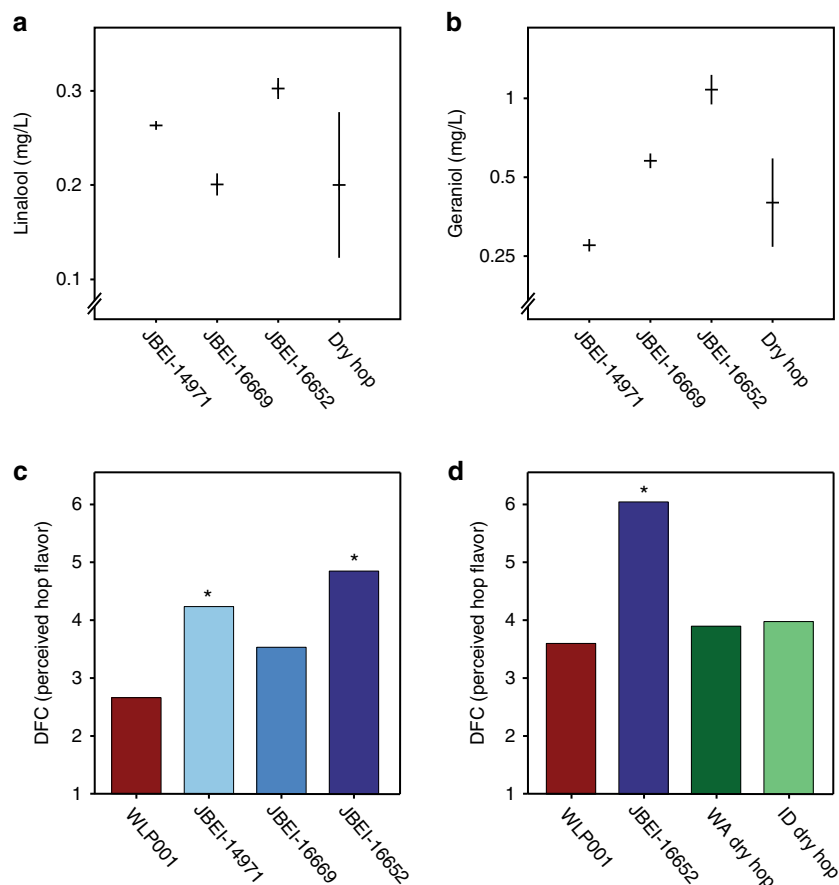 a
Linalool (mg/L)
0.3
0.2
0.1
JBEI-14971
JBEI-16669
JBEI-16652
Dry hop
b
Geraniol (mg/L)
1
0.5
0.25
JBEI-14971
JBEI-16669
JBEI-16652
Dry hop
c
DFC (perceived hop flavor)
6
5
4
3
2
1
*
*
WLP001
JBEI-14971
JBEI-16669
JBEI-16652
d
DFC (perceived hop flavor)
6
5
4
3
2
1
*
WLP001
JBEI-16652
WA dry hop
ID dry hop